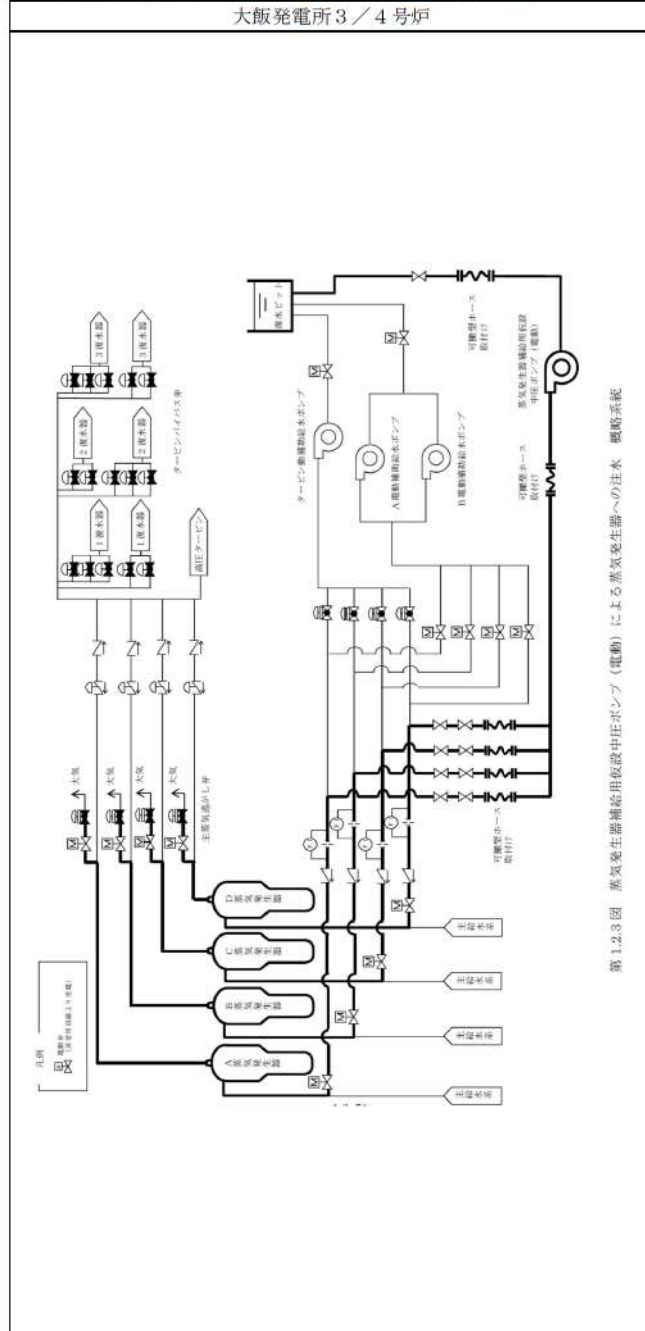 大飯発電所3／4号炉
凡例
電動弁
大気
大気
大気
大気
主蒸気逃がし弁
1復水器
1復水器
2復水器
2復水器
3復水器
3復水器
タービンバイパス弁
高圧タービン
A
蒸気発生器
B
蒸気発生器
C
蒸気発生器
D
蒸気発生器
主給水系
主給水系
主給水系
主給水系
復水ピット
タービン動補助給水ポンプ
A電動補助給水ポンプ
B電動補助給水ポンプ
可搬型ホース
取付け
可搬型ホース
取付け
可搬型ホース
取付け
蒸気発生器補給用仮設
中圧ポンプ（電動）
第1.2.3図 蒸気発生器補給用仮設中圧ポンプ（電動）による蒸気発生器への注水 概略系統